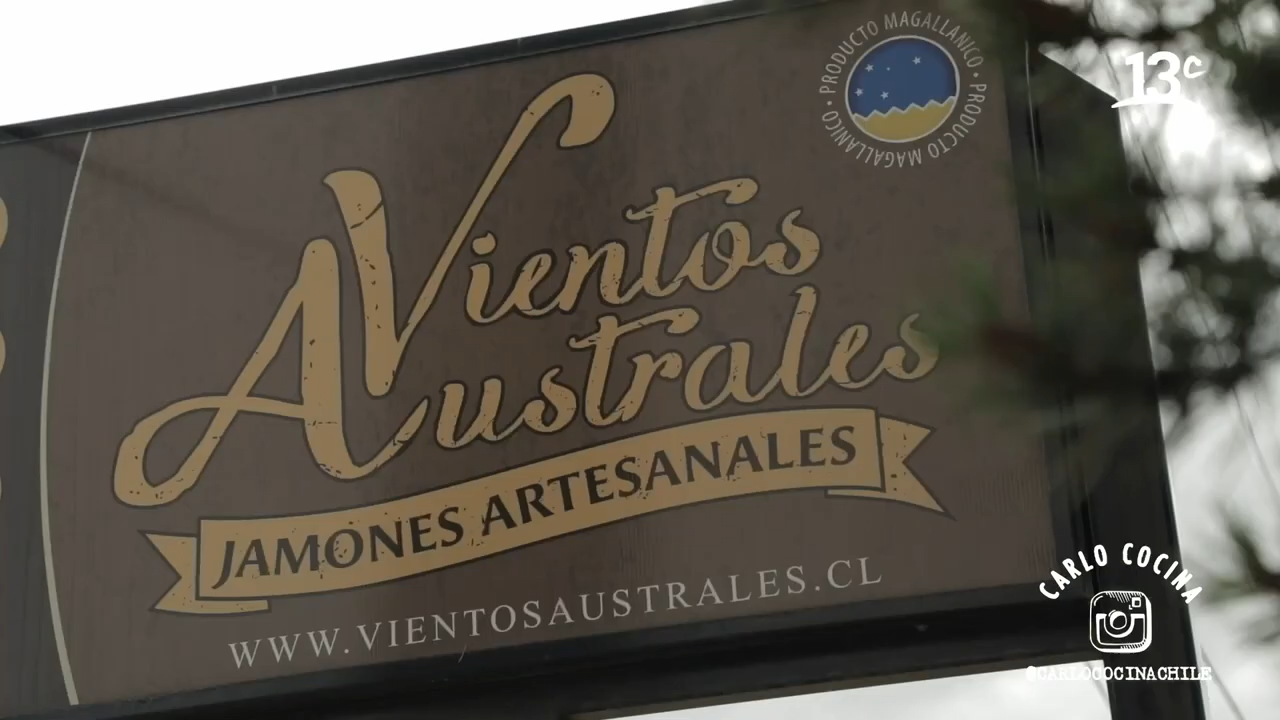 PRODUCTO MAGALLANICO • PRODUCTO MAGALLANICO •
13c
Vientos
Australes
JAMONES ARTESANALES
WWW.VIENTOSAUSTRALES.CL
CARLO COCINA
@CARLOCOCINACHILE